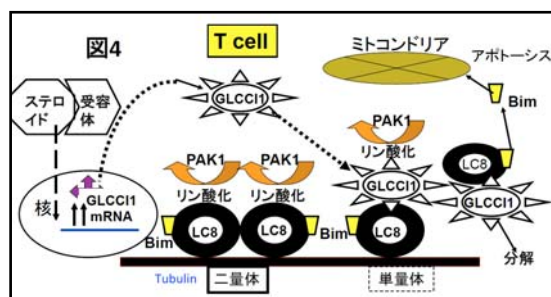 図4
T cell
ミトコンドリア
アポトーシス
ステロ
イド
受容
体
GLCCI1
Bim
PAK1
PAK1
PAK1
リン酸化
リン酸化
リン酸化
LC8
核
GLCCI1
mRNA
GLCCI1
GLCCI1
Bim
LC8
LC8
Bim
LC8
分解
Tubulin
二量体
単量体